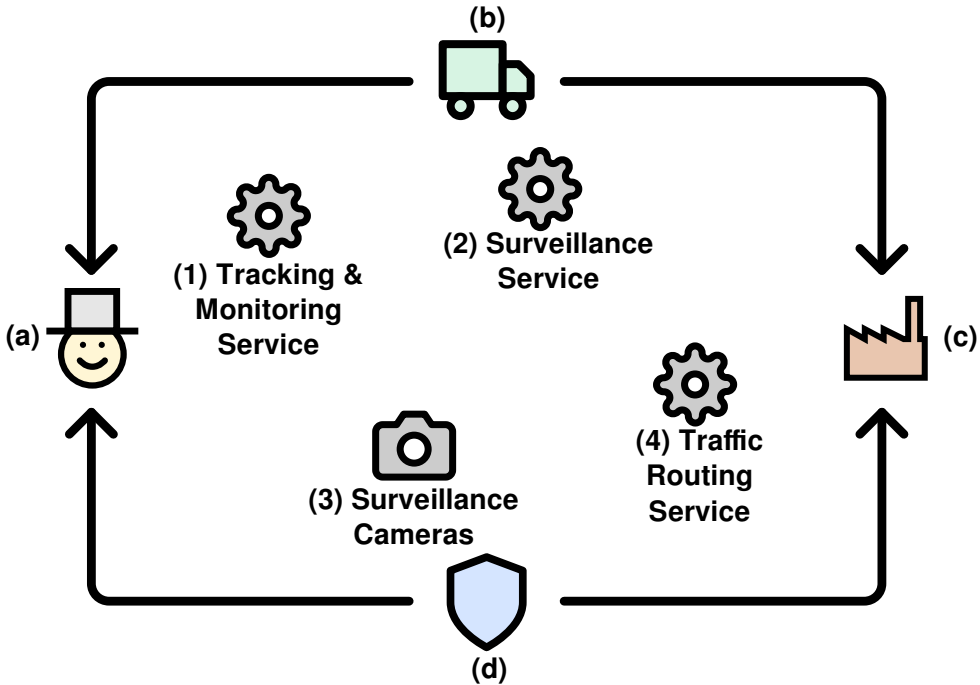 (b)
(1) Tracking &
Monitoring
Service
(2) Surveillance
Service
(a)
(c)
(3) Surveillance
Cameras
(4) Traffic
Routing
Service
(d)